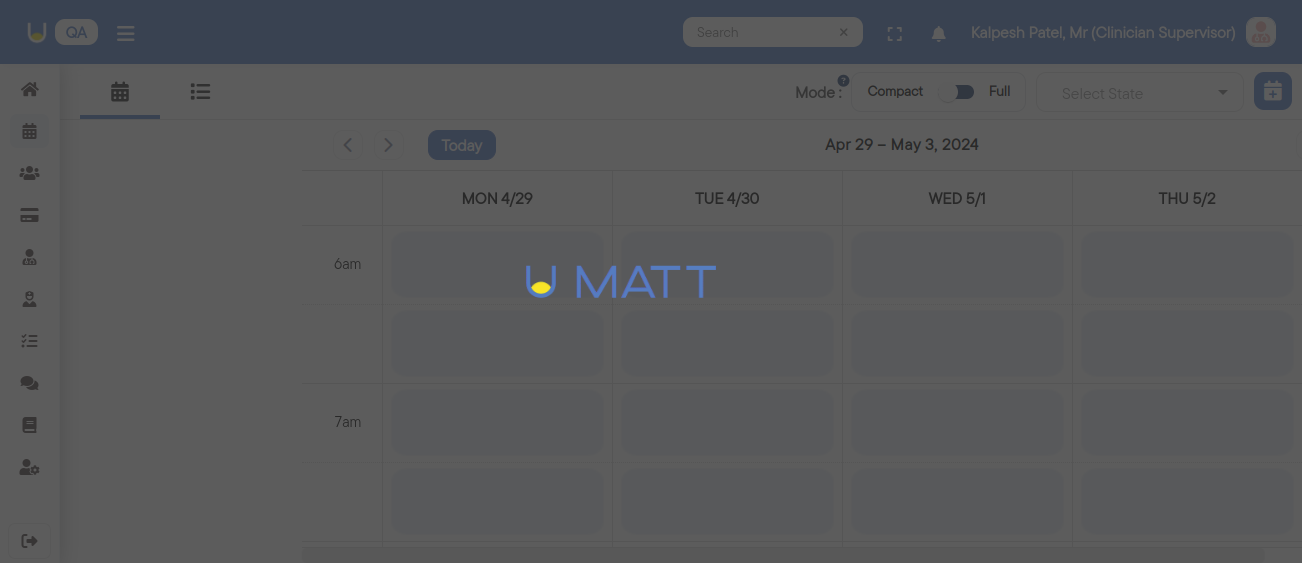 QA
Search
Kalpesh Patel, Mr (Clinician Supervisor)
Mode :
?
Compact
Full
Select State
Today
Apr 29 – May 3, 2024
MON 4/29
TUE 4/30
WED 5/1
THU 5/2
6am
U MATT
7am